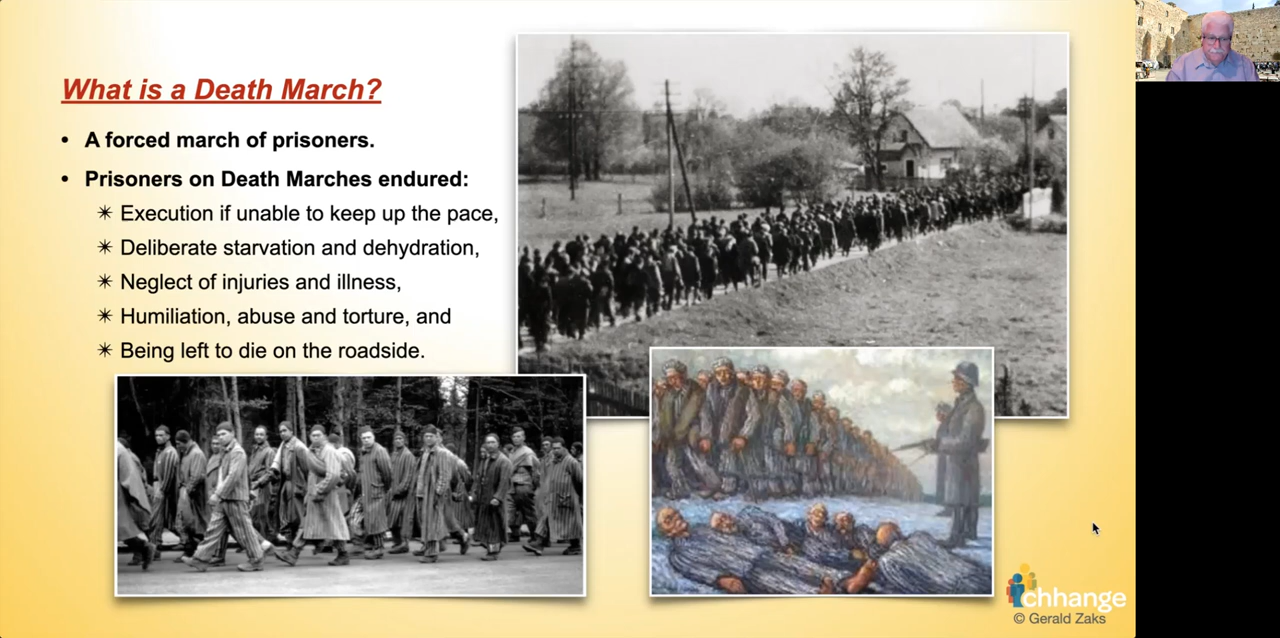 What is a Death March?
• A forced march of prisoners.
• Prisoners on Death Marches endured:
✳ Execution if unable to keep up the pace,
✳ Deliberate starvation and dehydration,
✳ Neglect of injuries and illness,
✳ Humiliation, abuse and torture, and
✳ Being left to die on the roadside.
chhange
© Gerald Zaks